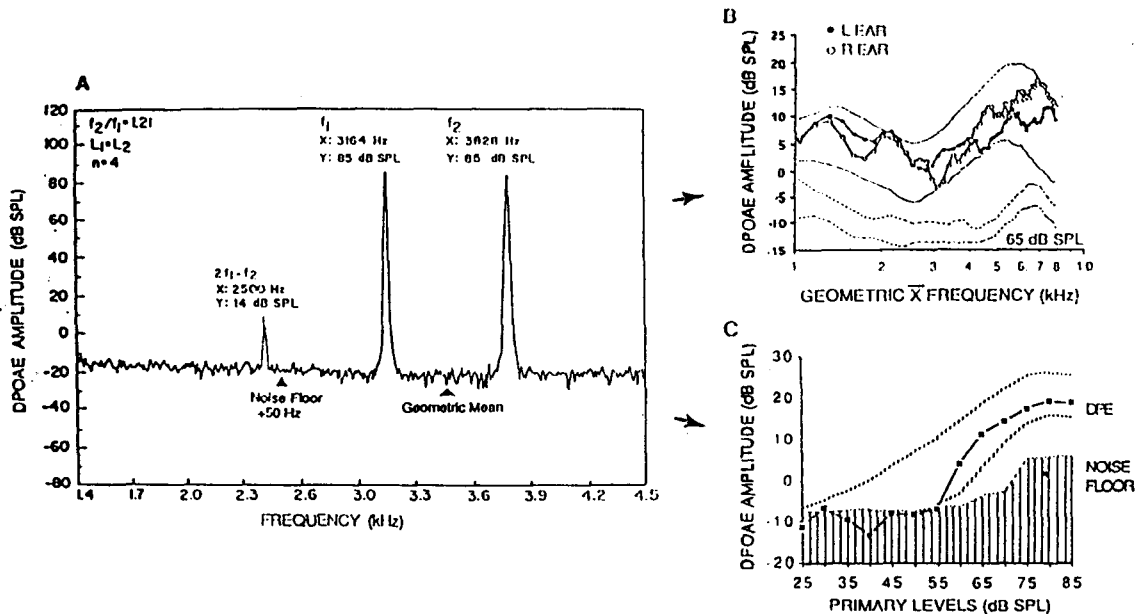 A
DPOAE AMPLITUDE (dB SPL)
120
100
80
60
40
20
0
-20
-40
-60
-80
f2/f1=1.21
L1=L2
n=4
f1
X: 3164 Hz
Y: 85 dB SPL
f2
X: 3828 Hz
Y: 85 dB SPL
2f1-f2
X: 2500 Hz
Y: 14 dB SPL
Noise Floor
+50 Hz
Geometric Mean
1.4 1.7 2.0 2.3 2.6 3.0 3.1 3.6 3.9 4.2 4.5
FREQUENCY (kHz)
B
L EAR
R EAR
DPOAE AMPLITUDE (dB SPL)
25
20
15
10
5
0
-5
-10
-15
65 dB SPL
1 2 3 4 5 6 7 8 10
GEOMETRIC X FREQUENCY (kHz)
C
DPOAE AMPLITUDE (dB SPL)
30
20
10
0
-10
-20
DPE
NOISE
FLOOR
25 35 45 55 65 75 85
PRIMARY LEVELS (dB SPL)